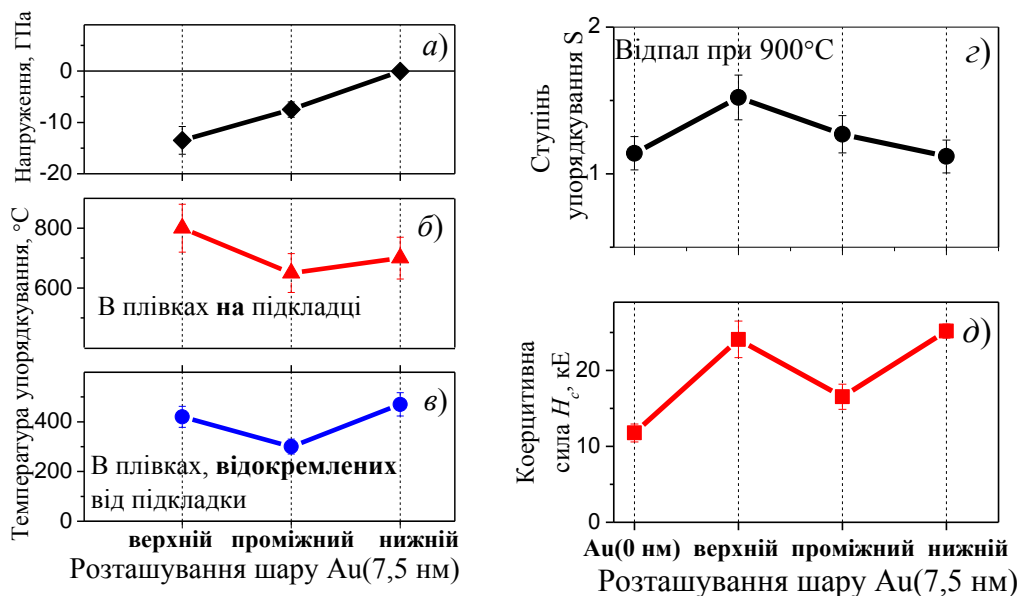 Напруження, ГПа
0
-10
-20
а)
Температура упорядкування, °С
800
600
б)
В плівках на підкладці
400
200
0
в)
В плівках, відокремлених
від підкладки
верхній проміжний нижній
Розташування шару Au(7,5 нм)
Ступінь
упорядкування S
2
1
Відпал при 900°С
г)
Коерцитивна
сила Hc, кЕ
20
10
0
д)
Au(0 нм) верхній проміжний нижній
Розташування шару Au(7,5 нм)